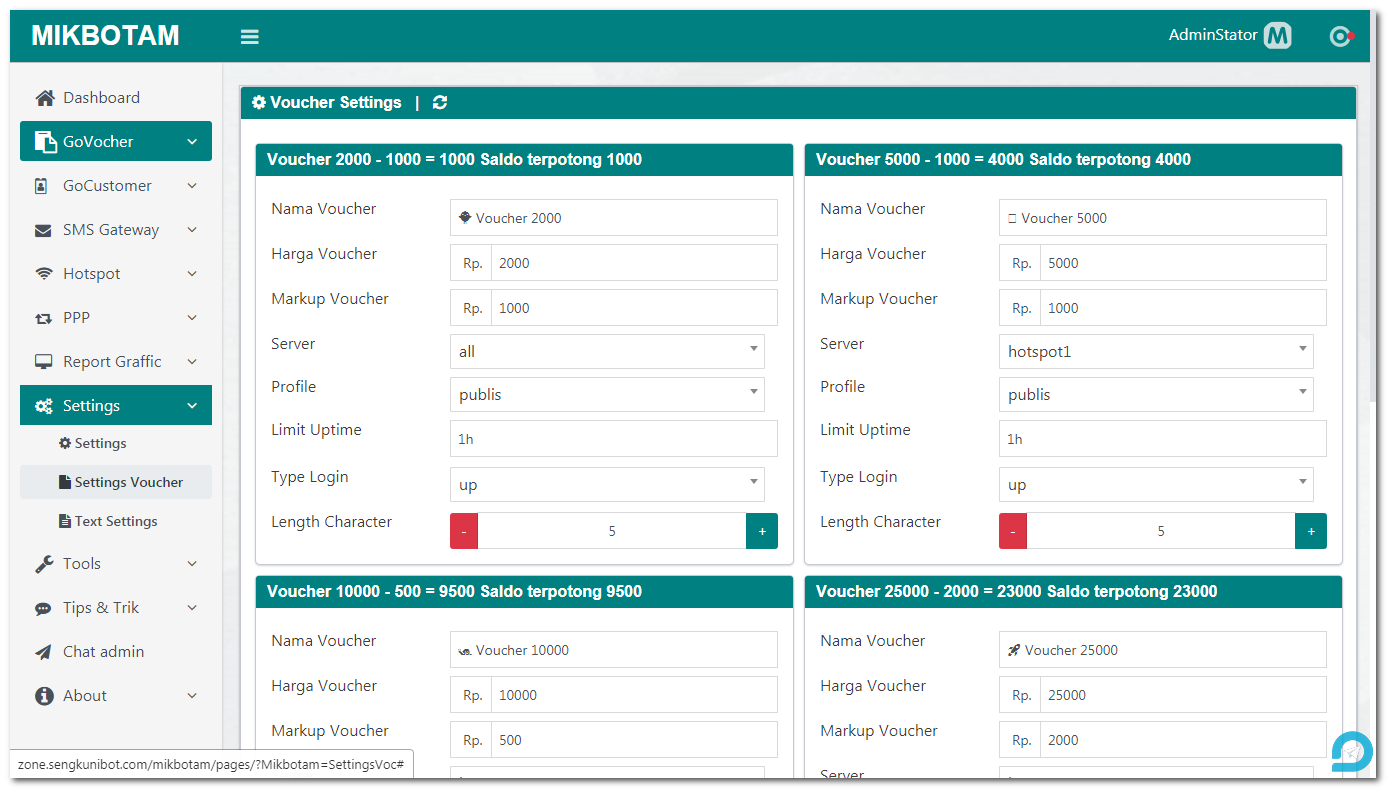 MIKBOTAM
AdminStator M
Dashboard
GoVocher
GoCustomer
SMS Gateway
Hotspot
PPP
Report Graffic
Settings
Settings
Settings Voucher
Text Settings
Tools
Tips & Trik
Chat admin
About
Voucher Settings |
Voucher 2000 - 1000 = 1000 Saldo terpotong 1000
Nama Voucher Voucher 2000
Harga Voucher Rp. 2000
Markup Voucher Rp. 1000
Server all
Profile publis
Limit Uptime 1h
Type Login up
Length Character - 5 +
Voucher 5000 - 1000 = 4000 Saldo terpotong 4000
Nama Voucher Voucher 5000
Harga Voucher Rp. 5000
Markup Voucher Rp. 1000
Server hotspot1
Profile publis
Limit Uptime 1h
Type Login up
Length Character - 5 +
Voucher 10000 - 500 = 9500 Saldo terpotong 9500
Nama Voucher Voucher 10000
Harga Voucher Rp. 10000
Markup Voucher Rp. 500
Voucher 25000 - 2000 = 23000 Saldo terpotong 23000
Nama Voucher Voucher 25000
Harga Voucher Rp. 25000
Markup Voucher Rp. 2000
Server
zone.sengkunibot.com/mikbotam/pages/?Mikbotam=SettingsVoc#